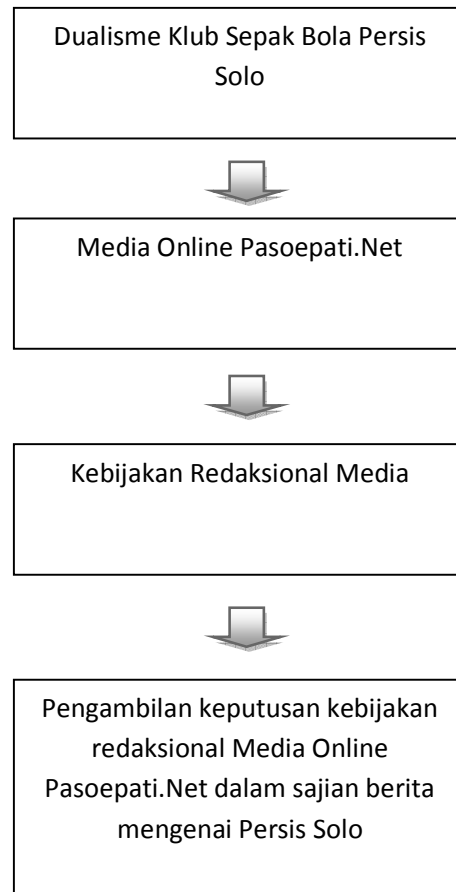 Dualisme Klub Sepak Bola Persis
Solo
Media Online Pasoepati.Net
Kebijakan Redaksional Media
Pengambilan keputusan kebijakan
redaksional Media Online
Pasoepati.Net dalam sajian berita
mengenai Persis Solo